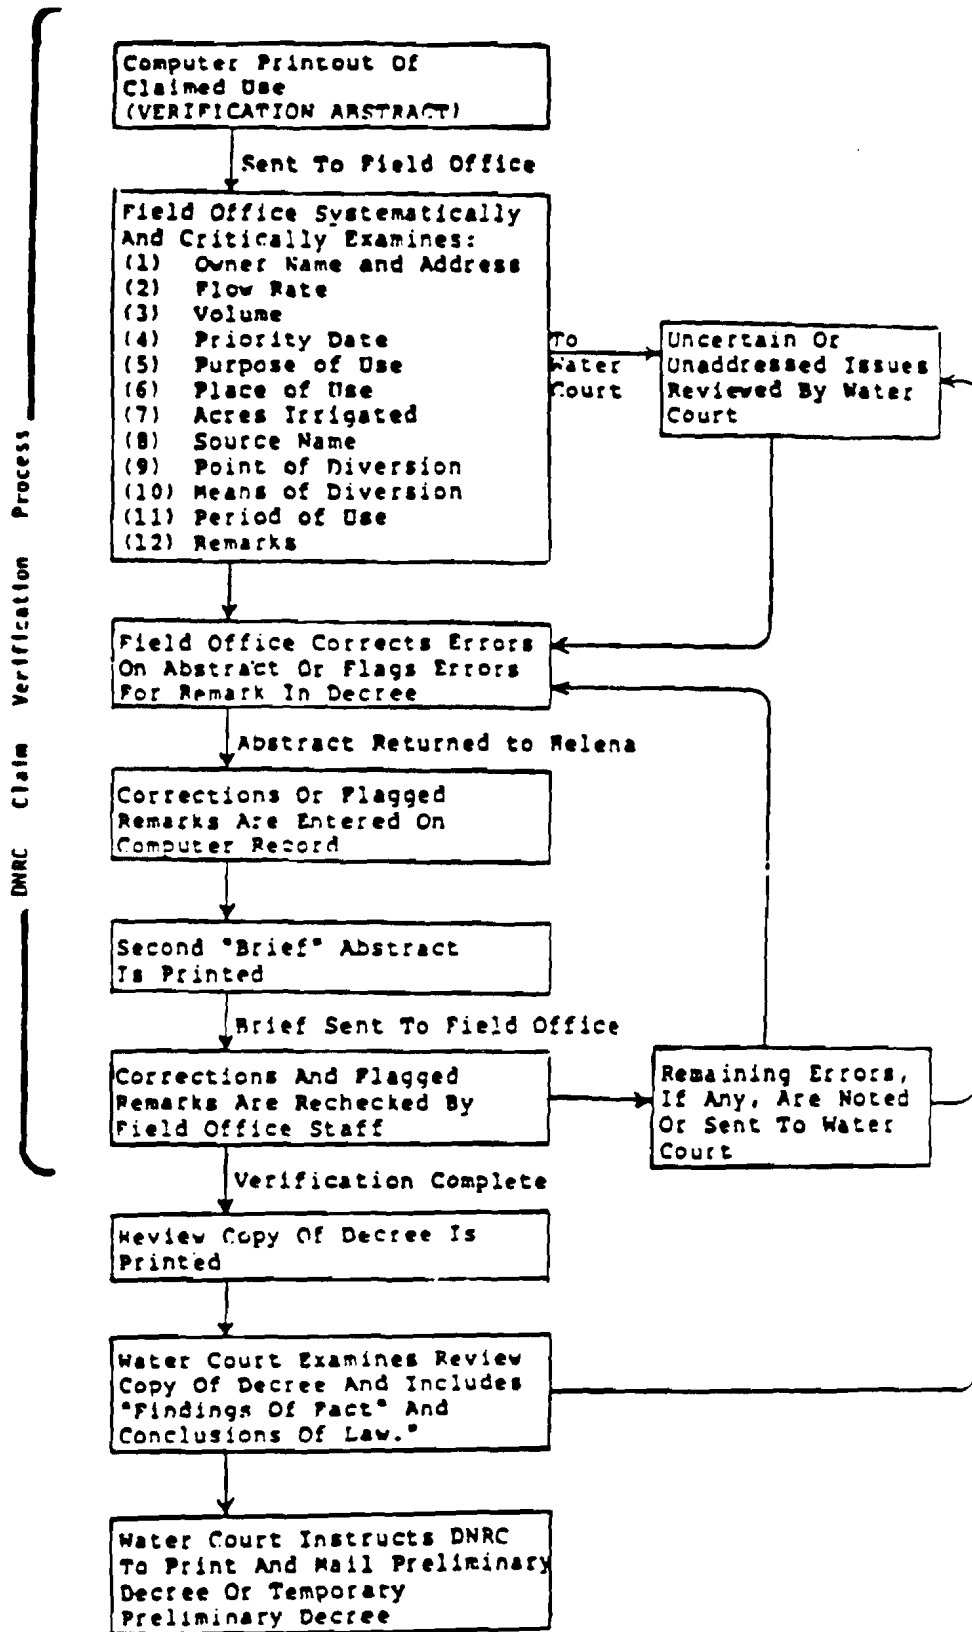 DNRC Claim Verification Process
Computer Printout Of
Claimed Use
(VERIFICATION ABSTRACT)
Sent To Field Office
Field Office Systematically
And Critically Examines:
(1) Owner Name and Address
(2) Flow Rate
(3) Volume
(4) Priority Date
(5) Purpose of Use
(6) Place of Use
(7) Acres Irrigated
(8) Source Name
(9) Point of Diversion
(10) Means of Diversion
(11) Period of Use
(12) Remarks
To
Water
Court
Uncertain Or
Unaddressed Issues
Reviewed By Water
Court
Field Office Corrects Errors
On Abstract Or Flags Errors
For Remark In Decree
Abstract Returned to Helena
Corrections Or Flagged
Remarks Are Entered On
Computer Record
Second "Brief" Abstract
Is Printed
Brief Sent To Field Office
Corrections And Flagged
Remarks Are Rechecked By
Field Office Staff
Remaining Errors,
If Any, Are Noted
Or Sent To Water
Court
Verification Complete
Review Copy Of Decree Is
Printed
Water Court Examines Review
Copy Of Decree And Includes
"Findings Of Fact" And
Conclusions Of Law."
Water Court Instructs DNRC
To Print And Mail Preliminary
Decree Or Temporary
Preliminary Decree